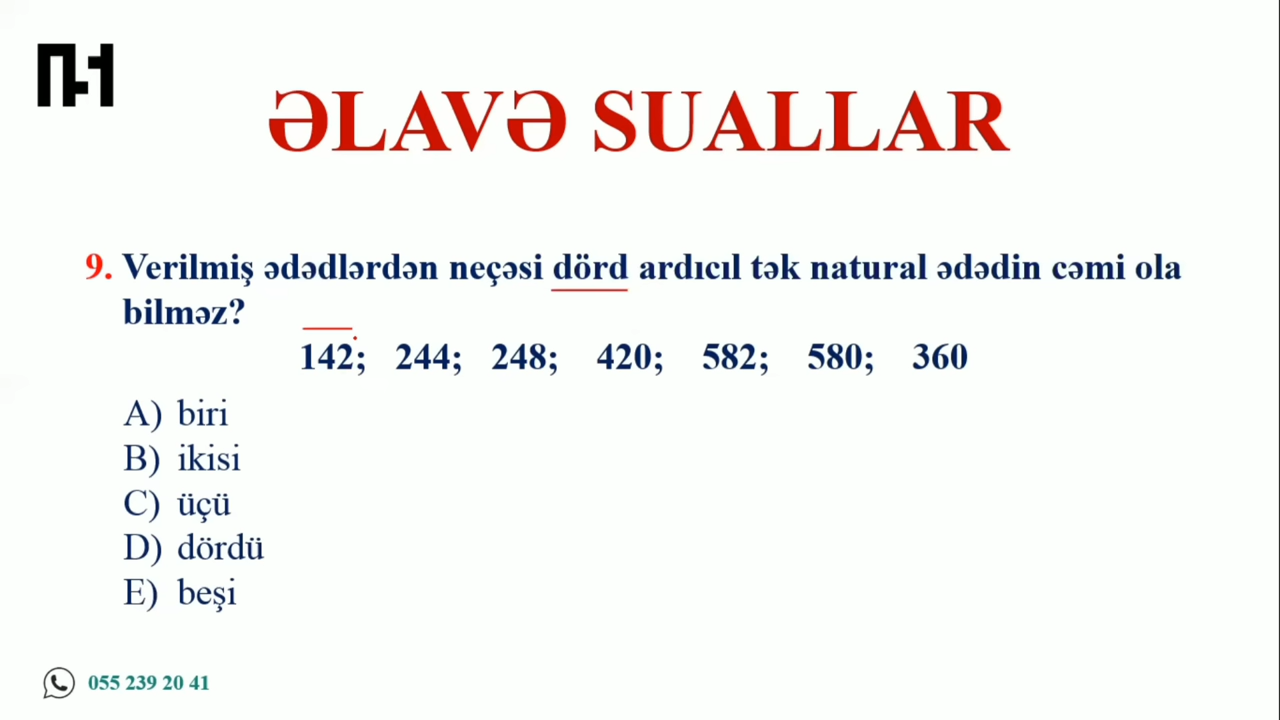 ƏLAVƏ SUALLAR
9. Verilmiş ədədlərdən neçəsi dörd ardıcıl tək natural ədədin cəmi ola
bilməz?
142; 244; 248; 420; 582; 580; 360
A) biri
B) ikisi
C) üçü
D) dördü
E) beşi
055 239 20 41